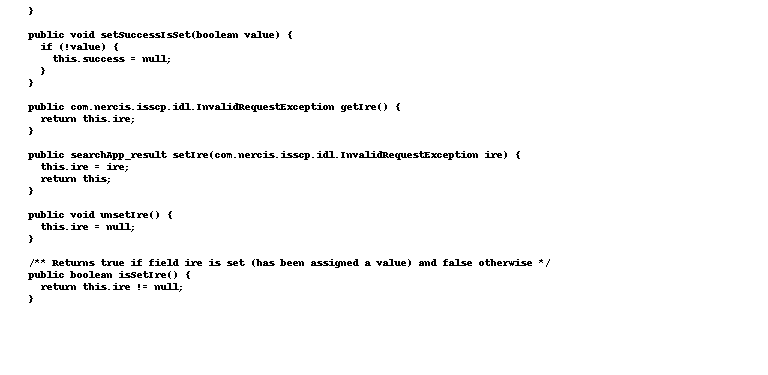 }
public void setSuccessIsSet(boolean value) {
if (!value) {
this.success = null;
}
}
public com.nercis.isscp.idl.InvalidRequestException getIre() {
return this.ire;
}
public searchApp_result setIre(com.nercis.isscp.idl.InvalidRequestException ire) {
this.ire = ire;
return this;
}
public void unsetIre() {
this.ire = null;
}
/** Returns true if field ire is set (has been assigned a value) and false otherwise */
public boolean isSetIre() {
return this.ire != null;
}